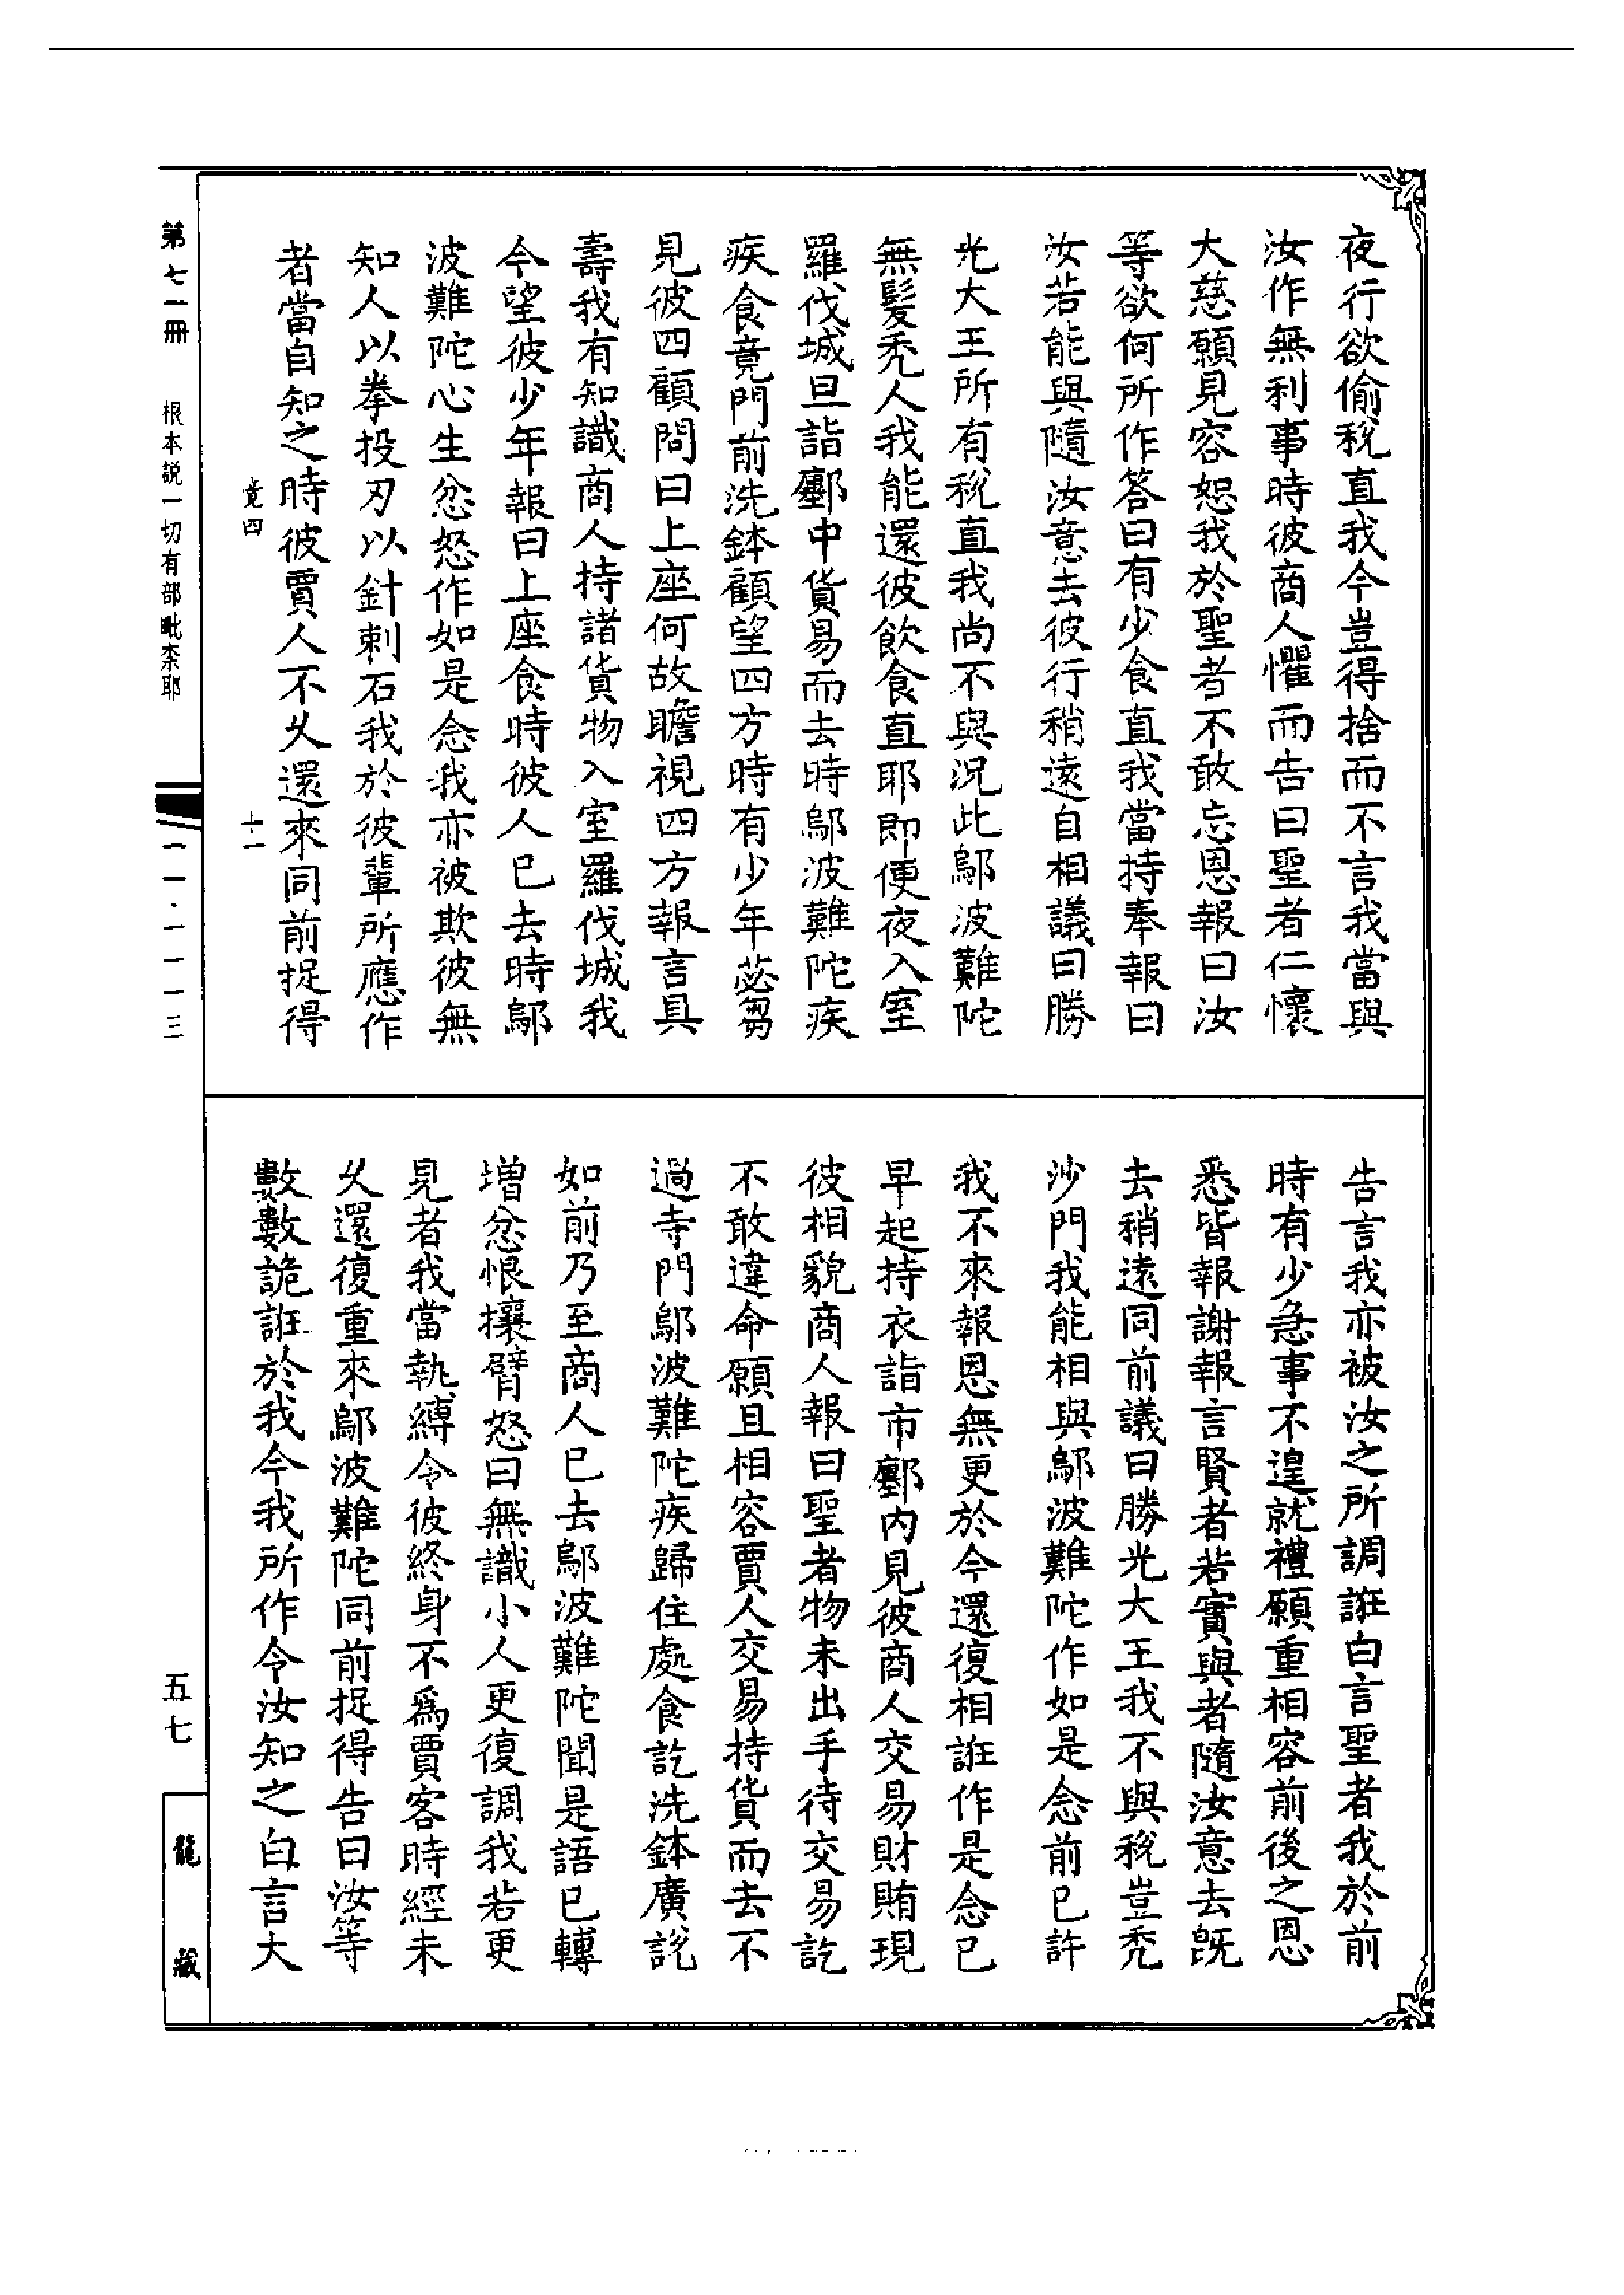 夜行欲偷稅直我今豈得捨而不言我當與
汝作無利事時彼商人懼而告曰聖者仁懷
大慈願見容恕我於聖者不敢忘恩報曰汝
等欲何所作答曰有少食直我當持奉報曰
汝若能與隨汝意去彼行稍遠自相議曰勝
光大王所有稅直我尚不與況此鄔波難陀
無髮禿人我能還彼飲食直耶即便夜入室
羅伐城旦詣鄽中貨易而去時鄔波難陀疾
疾食竟門前洗鉢顧望四方時有少年苾芻
見彼四顧問曰上座何故瞻視四方報言具
壽我有知識商人持諸貨物入室羅伐城我
今望彼少年報曰上座食時彼人已去時鄔
波難陀心生忿怒作如是念我亦被欺彼無
知人以拳投刃以針刺石我於彼輩所應作
者當自知之時彼賈人不久還來同前捉得
竟四 十一
告言我亦被汝之所調誑白言聖者我於前
時有少急事不遑就禮願重相容前後之恩
悉皆報謝報言賢者若實與者隨汝意去既
去稍遠同前議曰勝光大王我不與稅豈禿
沙門我能相與鄔波難陀作如是念前已許
我不來報恩無更於今還復相誑作是念已
早起持衣詣市鄽內見彼商人交易財賄現
彼相貌商人報曰聖者物未出手待交易訖
不敢違命願且相容賈人交易持貨而去不
過寺門鄔波難陀疾歸住處食訖洗鉢廣說
如前乃至商人已去鄔波難陀聞是語已轉
增忿恨攘臂怒曰無識小人更復調我若更
見者我當執縛令彼終身不爲賈客時經未
久還復重來鄔波難陀同前捉得告曰汝等
數數詭誑於我今我所作令汝知之白言大
第七一冊 根本説一切有部毗奈耶
五七
龍藏